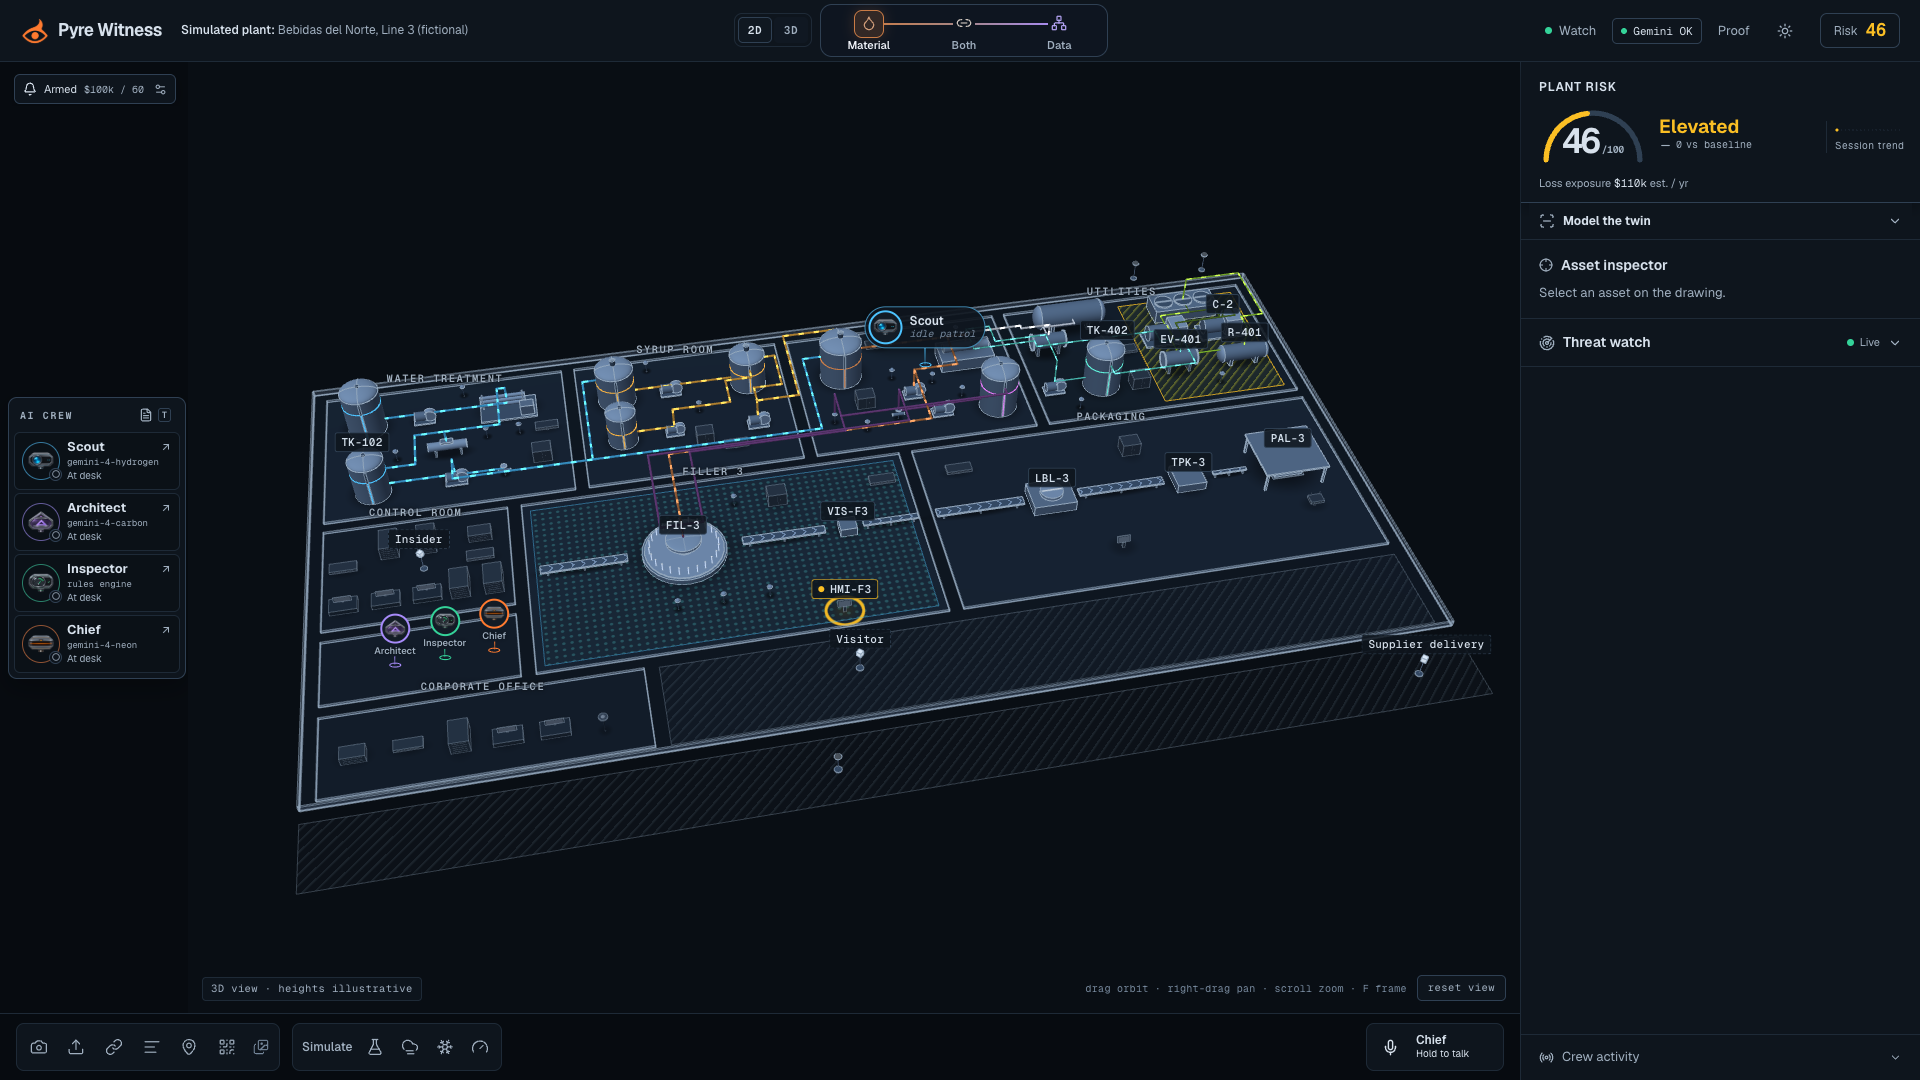 Pyre Witness
Simulated plant: Bebidas del Norte, Line 3 (fictional)
2D
3D
Material
Both
Data
Watch
Gemini OK
Proof
Risk 46
Armed $100k / 60
AI CREW
T
Scout
gemini-4-hydrogen
At desk
Architect
gemini-4-carbon
At desk
Inspector
rules engine
At desk
Chief
gemini-4-neon
At desk
UTILITIES
C-2
Scout
idle patrol
TK-402
EV-401
R-401
SYRUP ROOM
WATER TREATMENT
TK-102
PACKAGING
PAL-3
TPK-3
LBL-3
FILLER 3
CONTROL ROOM
VIS-F3
FIL-3
Insider
HMI-F3
Visitor
Supplier delivery
Architect
Inspector
Chief
CORPORATE OFFICE
3D view · heights illustrative
drag orbit · right-drag pan · scroll zoom · F frame
reset view
Simulate
Chief
Hold to talk
PLANT RISK
46 /100
Elevated
— 0 vs baseline
Session trend
Loss exposure $110k est. / yr
Model the twin
Asset inspector
Select an asset on the drawing.
Threat watch
Live
Crew activity